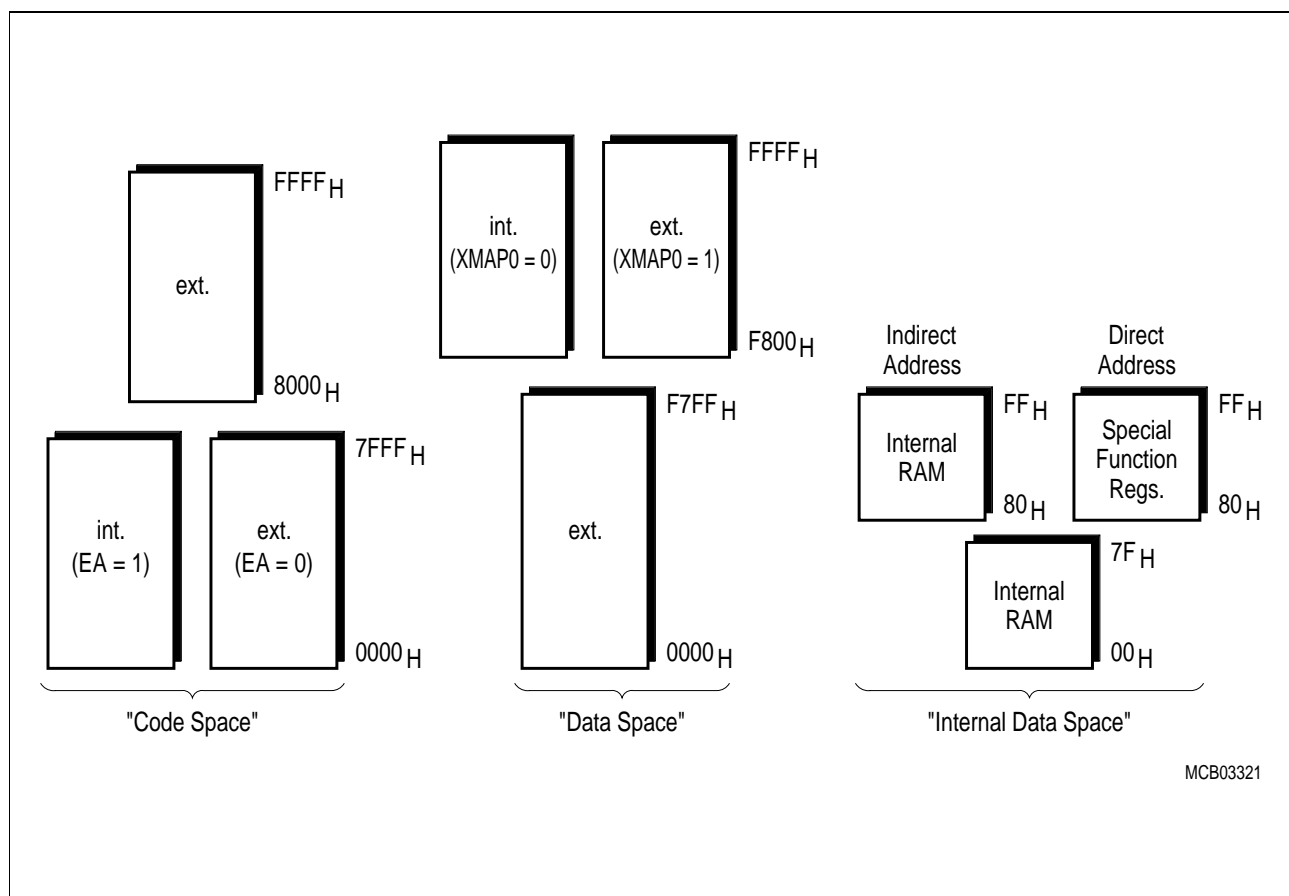 FFFFH
ext.
8000H
int.
(EA = 1)
ext.
(EA = 0)
7FFFH
0000H
"Code Space"
int.
(XMAP0 = 0)
ext.
(XMAP0 = 1)
FFFFH
F800H
ext.
F7FFH
0000H
"Data Space"
Indirect
Address
Internal
RAM
FFH
80H
Direct
Address
Special
Function
Regs.
FFH
80H
Internal
RAM
7FH
00H
"Internal Data Space"
MCB03321